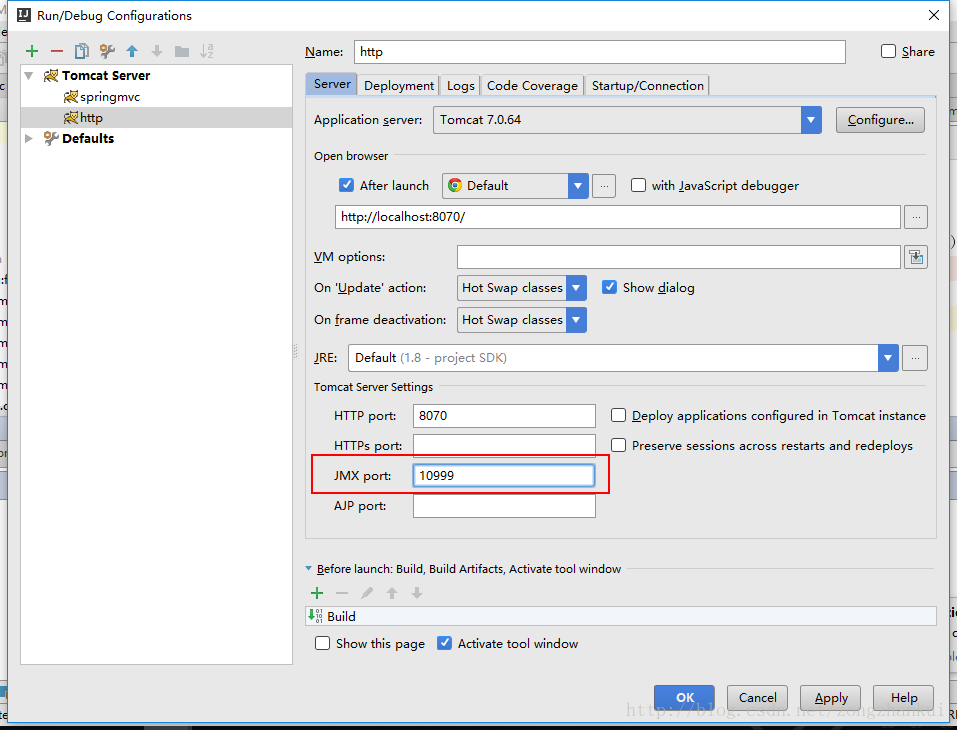 Run/Debug Configurations
Name: http Share
Tomcat Server
springmvc
http
Defaults
Server Deployment Logs Code Coverage Startup/Connection
Application server: Tomcat 7.0.64 Configure...
Open browser
After launch Default ... with JavaScript debugger
http://localhost:8070/ ...
VM options:
On 'Update' action: Hot Swap classes Show dialog
On frame deactivation: Hot Swap classes
JRE: Default (1.8 - project SDK) ...
Tomcat Server Settings
HTTP port: 8070 Deploy applications configured in Tomcat instance
HTTPs port: Preserve sessions across restarts and redeploys
JMX port: 10999
AJP port:
Before launch: Build, Build Artifacts, Activate tool window
Build
Show this page Activate tool window
OK Cancel Apply Help
http://blog.csdn.net/zongzhankui